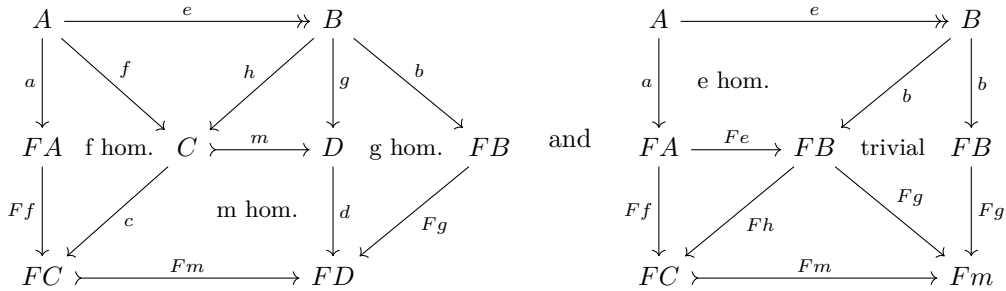 A e B A e B
a f h g b a e hom. b b
FA f hom. C m D g hom. FB and FA Fe FB trivial FB
Ff c m hom. d Fg Ff Fh Fg Fg
FC Fm FD FC Fm Fm